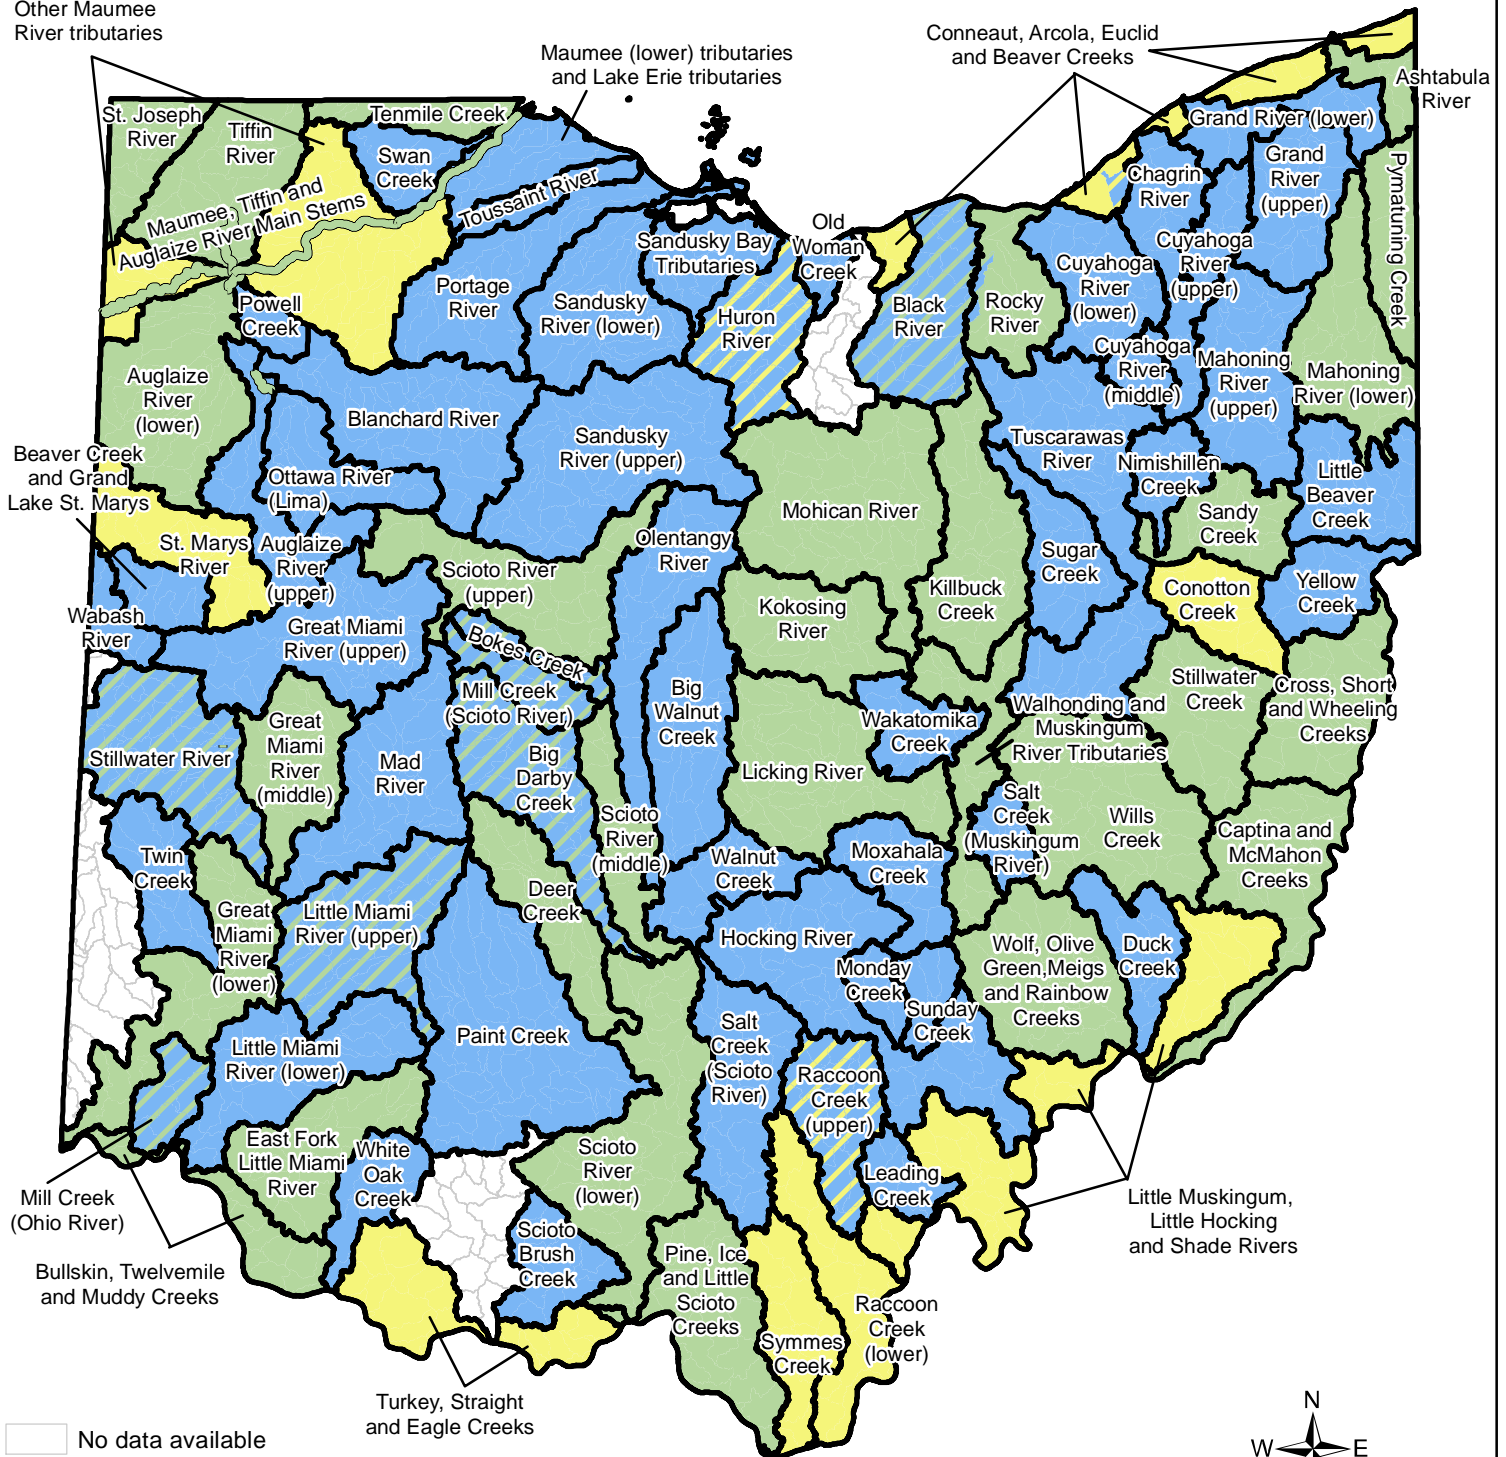 Other Maumee
River tributaries
Maumee (lower) tributaries
and Lake Erie tributaries
Conneaut, Arcola, Euclid
and Beaver Creeks
Ashtabula
River
St. Joseph
River
Tiffin
River
Tenmile Creek
Swan
Creek
Grand River (lower)
Grand
River
(upper)
Chagrin
River
Pymatuning Creek
Maumee, Tiffin and
Auglaize River Main Stems
Toussaint River
Old
Woman
Creek
Sandusky Bay
Tributaries
Cuyahoga
River
(upper)
Cuyahoga
River
(lower)
Powell
Creek
Portage
River
Sandusky
River (lower)
Huron
River
Black
River
Rocky
River
Cuyahoga
River
(middle)
Mahoning
River
(upper)
Mahoning
River (lower)
Auglaize
River
(lower)
Blanchard River
Sandusky
River (upper)
Tuscarawas
River
Nimishillen
Creek
Little
Beaver
Creek
Beaver Creek
and Grand
Lake St. Marys
Ottawa River
(Lima)
Mohican River
Sandy
Creek
St. Marys
River
Auglaize
River
(upper)
Olentangy
River
Sugar
Creek
Scioto River
(upper)
Kokosing
River
Killbuck
Creek
Conotton
Creek
Yellow
Creek
Wabash
River
Great Miami
River (upper)
Bokes Creek
Mill Creek
(Scioto River)
Big
Walnut
Creek
Wakatomika
Creek
Walhonding and
Muskingum
River Tributaries
Stillwater
Creek
Cross, Short
and Wheeling
Creeks
Stillwater River
Great
Miami
River
(middle)
Mad
River
Big
Darby
Creek
Licking River
Scioto
River
(middle)
Salt
Creek
(Muskingum
River)
Wills
Creek
Captina and
McMahon
Creeks
Twin
Creek
Walnut
Creek
Moxahala
Creek
Deer
Creek
Great
Miami
River
(lower)
Little Miami
River (upper)
Hocking River
Wolf, Olive
Green,Meigs
and Rainbow
Creeks
Duck
Creek
Monday
Creek
Sunday
Creek
Little Miami
River (lower)
Paint Creek
Salt
Creek
(Scioto
River)
Raccoon
Creek
(upper)
East Fork
Little Miami
River
White
Oak
Creek
Scioto
River
(lower)
Leading
Creek
Mill Creek
(Ohio River)
Little Muskingum,
Little Hocking
and Shade Rivers
Scioto
Brush
Creek
Bullskin, Twelvemile
and Muddy Creeks
Pine, Ice
and Little
Scioto
Creeks
Raccoon
Creek
(lower)
Symmes
Creek
Turkey, Straight
and Eagle Creeks
No data available
N
W E